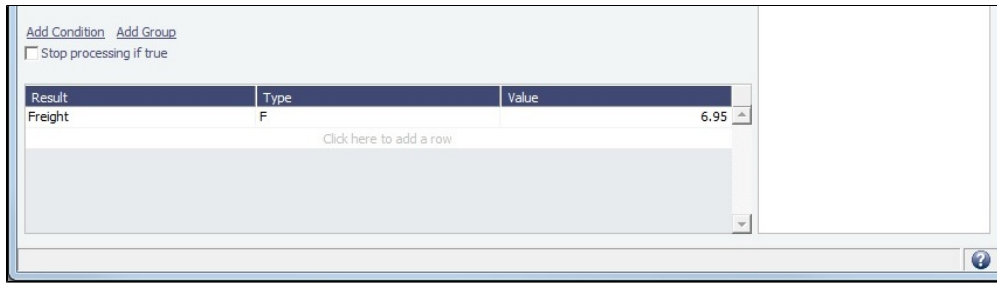 Add Condition Add Group
Stop processing if true
Result Type Value
Freight F 6.95
Click here to add a row
?